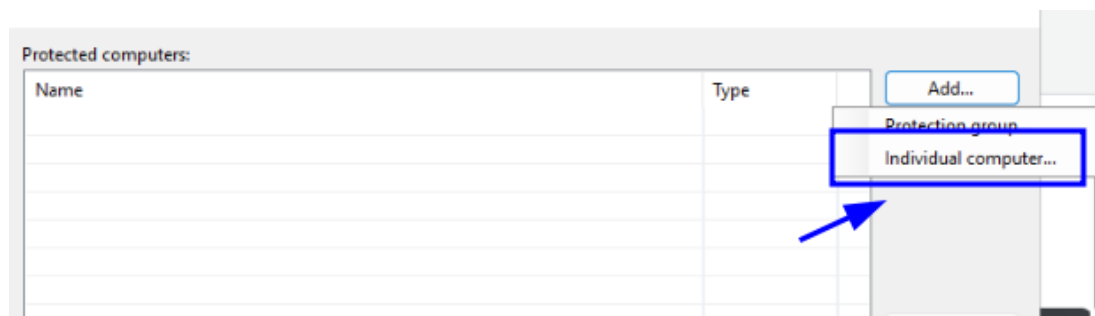 Protected computers:
Name Type Add...
Protection group...
Individual computer...